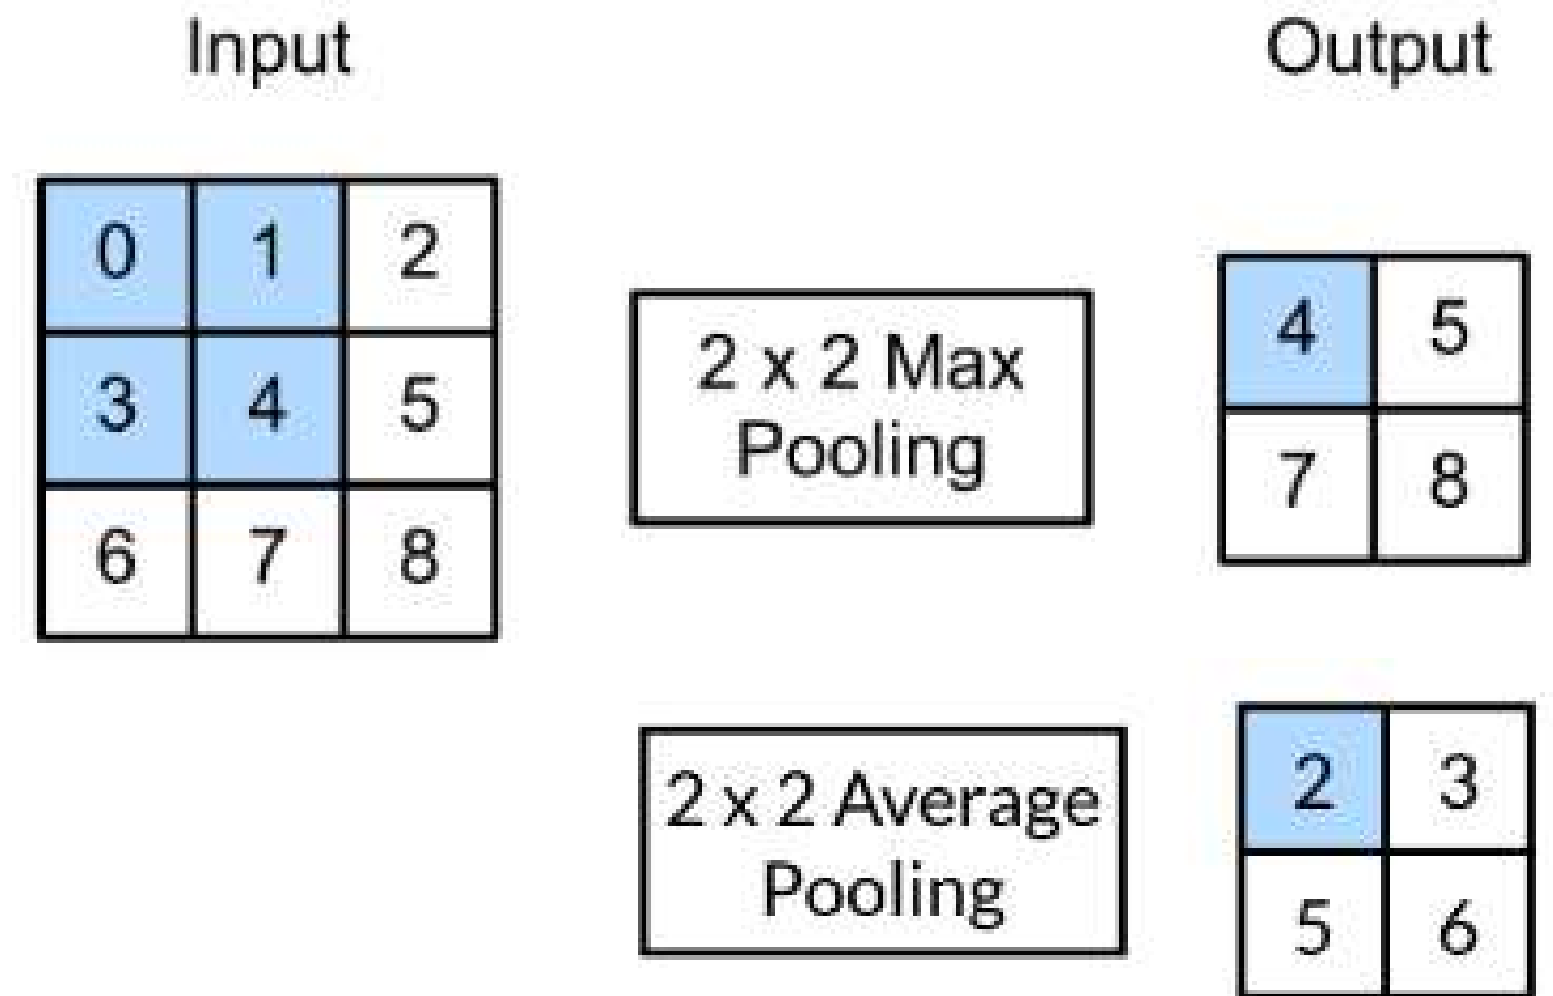 Input
Output
0 1 2
3 4 5
6 7 8
2 x 2 Max
Pooling
4 5
7 8
2 x 2 Average
Pooling
2 3
5 6